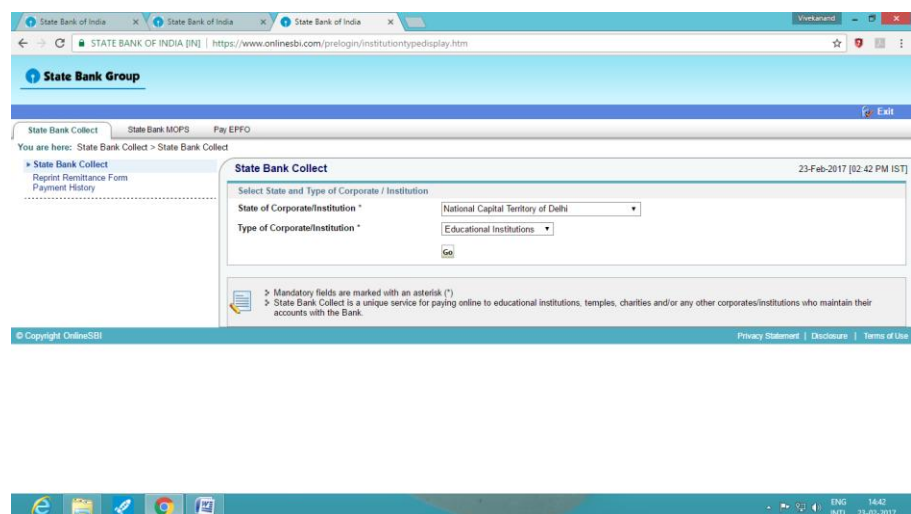 State Bank of India State Bank of India State Bank of India Vivekanand
STATE BANK OF INDIA [IN] | https://www.onlinesbi.com/prelogin/institutiontypedisplay.htm
State Bank Group
Exit
State Bank Collect State Bank MOPS Pay EPFO
You are here: State Bank Collect > State Bank Collect
State Bank Collect
Reprint Remittance Form
Payment History
State Bank Collect 23-Feb-2017 [02:42 PM IST]
Select State and Type of Corporate / Institution
State of Corporate/Institution * National Capital Territory of Delhi
Type of Corporate/Institution * Educational Institutions
Go
Mandatory fields are marked with an asterisk (*)
State Bank Collect is a unique service for paying online to educational institutions, temples, charities and/or any other corporates/institutions who maintain their
accounts with the Bank.
© Copyright OnlineSBI Privacy Statement | Disclosure | Terms of Use
ENG 14:42
INTL 23-02-2017